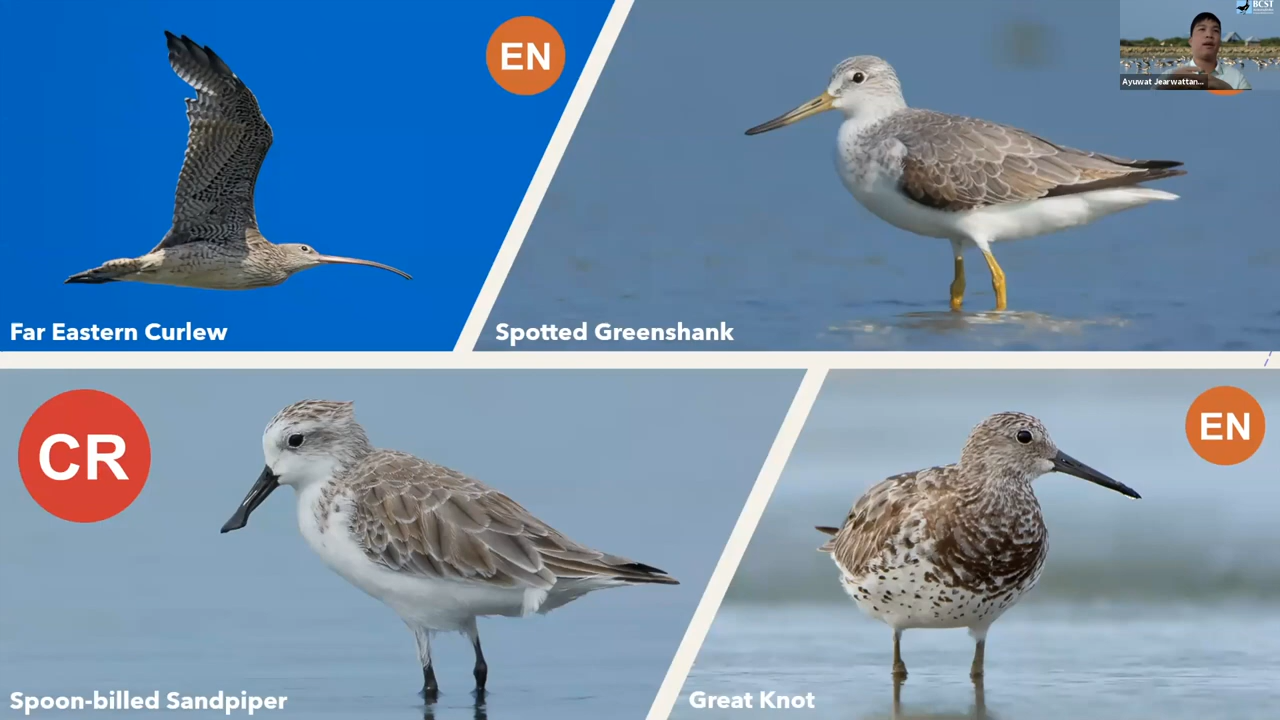 EN
BCST
Ayuwat Jearwattan...
Far Eastern Curlew
Spotted Greenshank
CR
EN
Spoon-billed Sandpiper
Great Knot